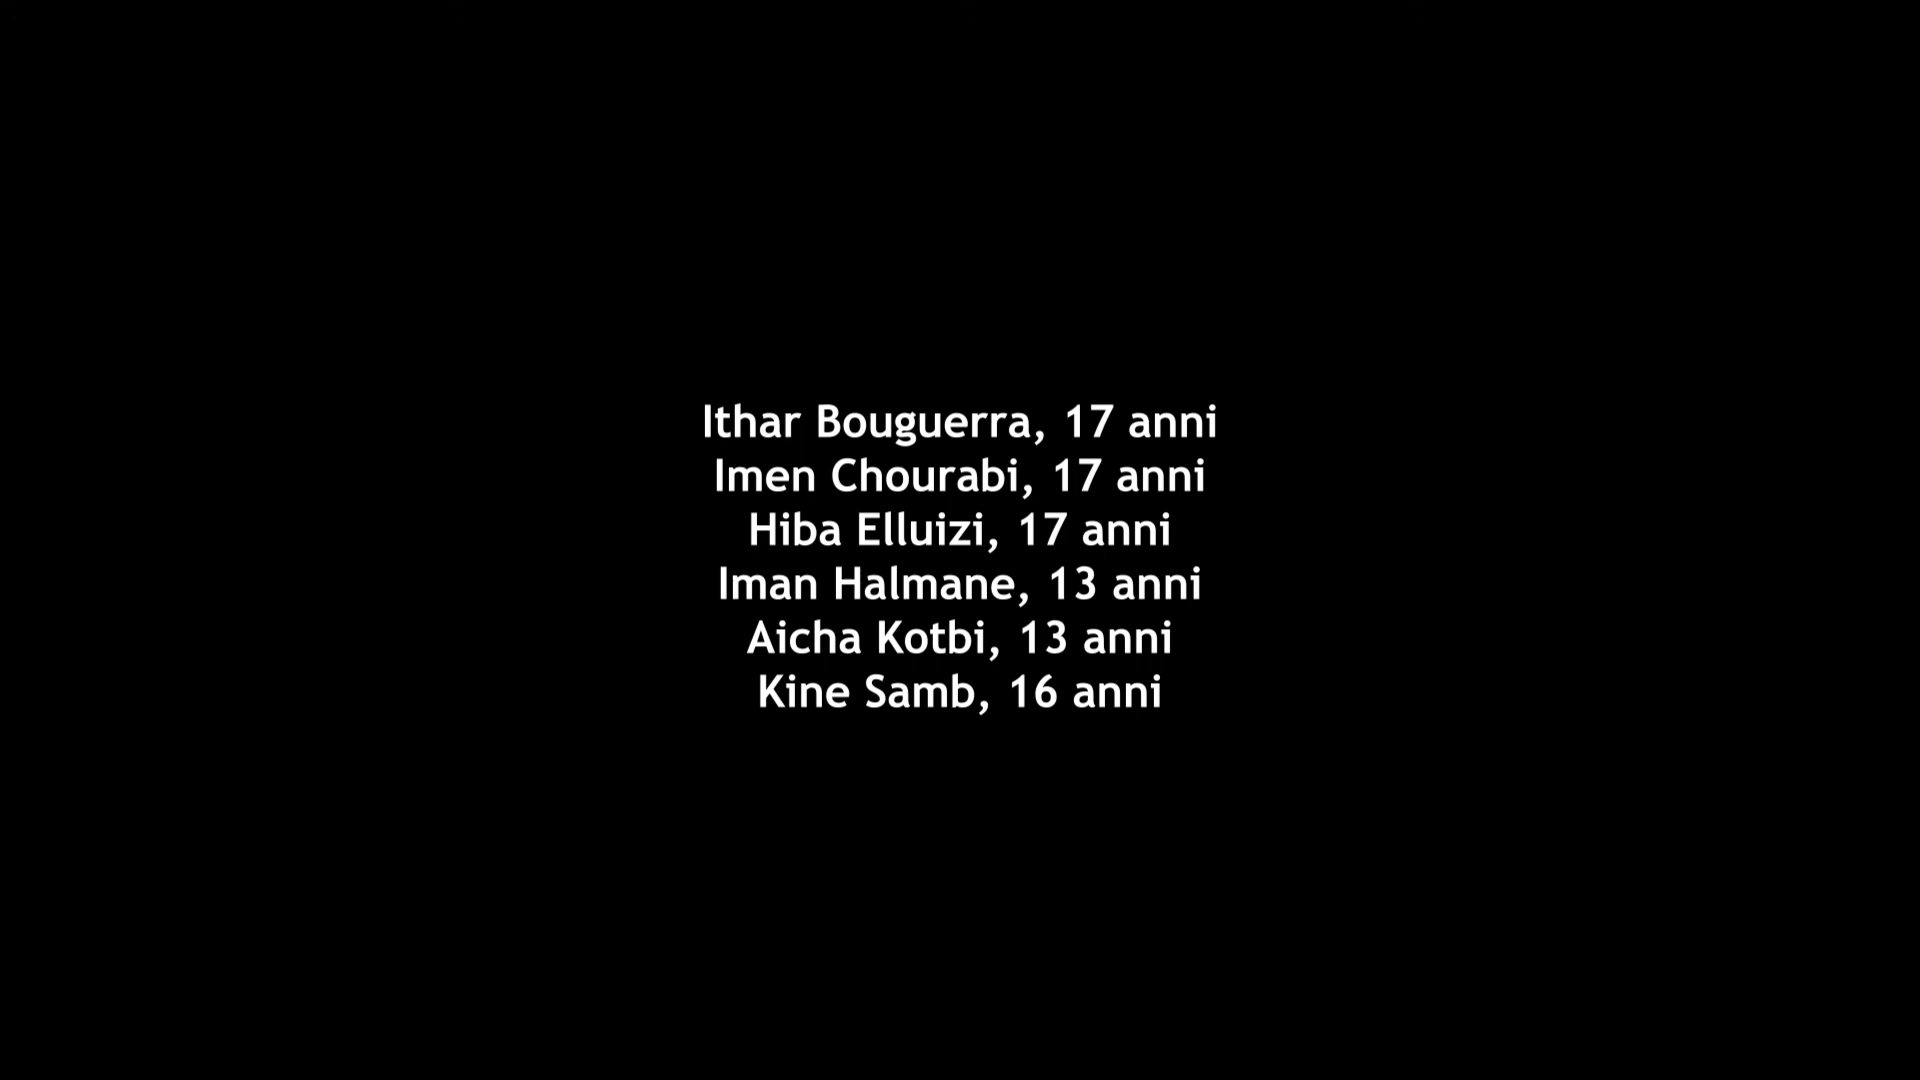 Ithar Bouguerra, 17 anni
Imen Chourabi, 17 anni
Hiba Elluizi, 17 anni
Iman Halmane, 13 anni
Aicha Kotbi, 13 anni
Kine Samb, 16 anni